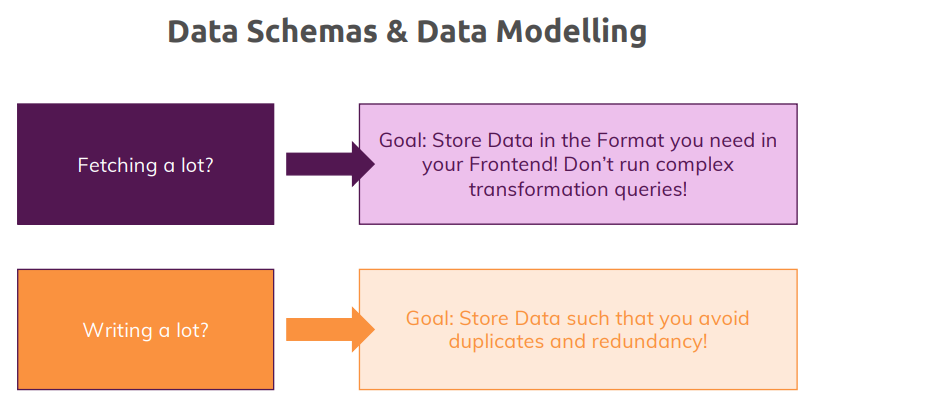 Data Schemas & Data Modelling
Fetching a lot?
Goal: Store Data in the Format you need in
your Frontend! Don’t run complex
transformation queries!
Writing a lot?
Goal: Store Data such that you avoid
duplicates and redundancy!